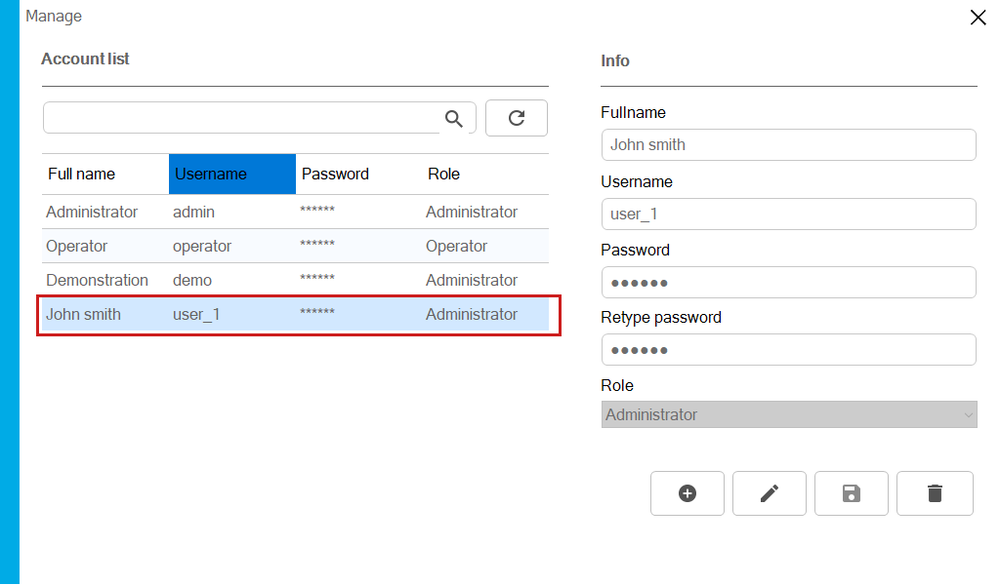 Manage
Account list
Full name Username Password Role
Administrator admin ****** Administrator
Operator operator ****** Operator
Demonstration demo ****** Administrator
John smith user_1 ****** Administrator
Info
Fullname
John smith
Username
user_1
Password
●●●●●●
Retype password
●●●●●●
Role
Administrator